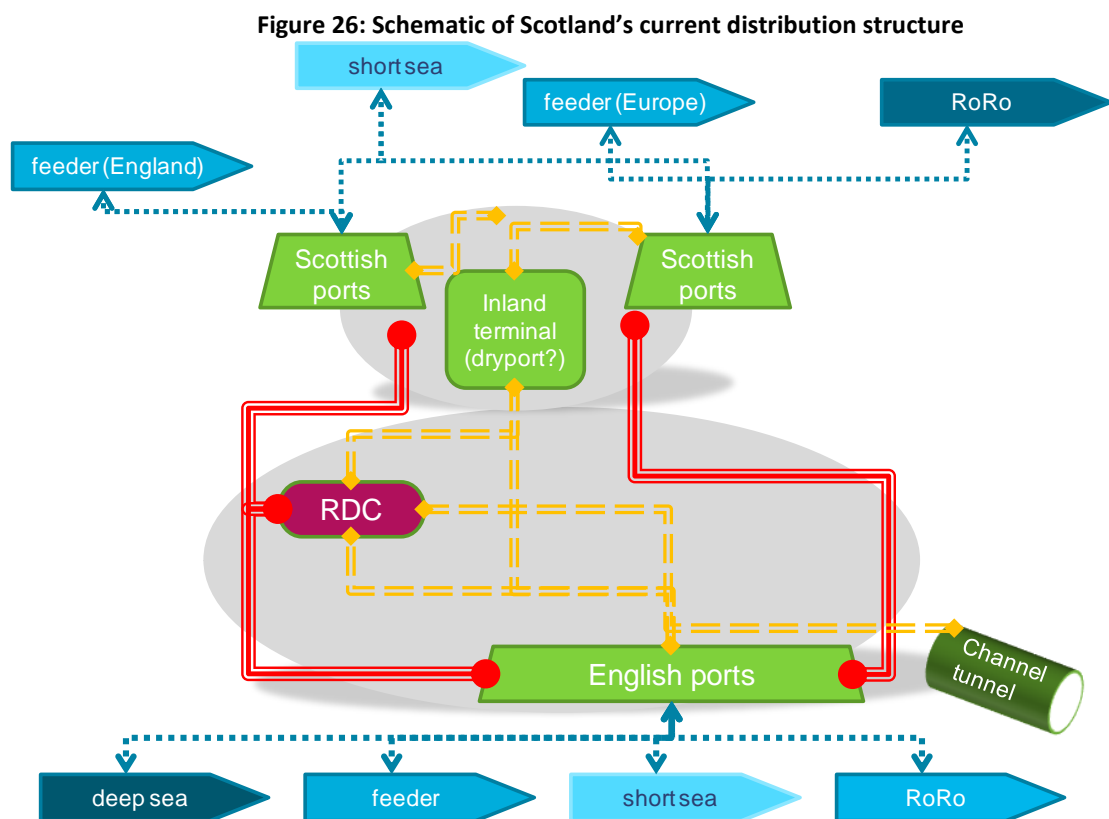 Figure 26: Schematic of Scotland’s current distribution structure
short sea
feeder (Europe)
RoRo
feeder (England)
Scottish
ports
Scottish
ports
Inland
terminal
(dryport?)
RDC
English ports
Channel
tunnel
deep sea
feeder
short sea
RoRo